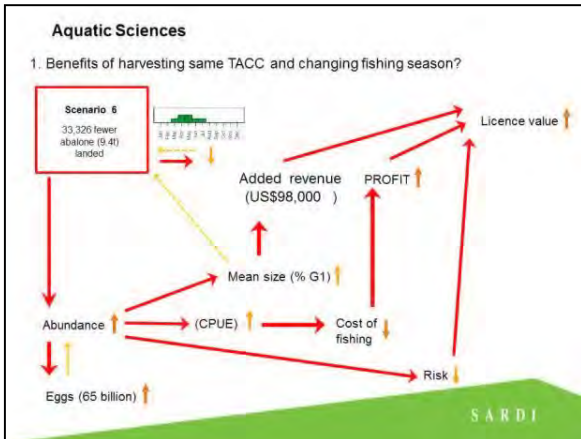 Aquatic Sciences
1. Benefits of harvesting same TACC and changing fishing season?
Scenario 6
33,326 fewer
abalone (9.4t)
landed
Licence value
Added revenue
(US$98,000 )
PROFIT
Mean size (% G1)
Abundance
(CPUE)
Cost of
fishing
Risk
Eggs (65 billion)
SARDI